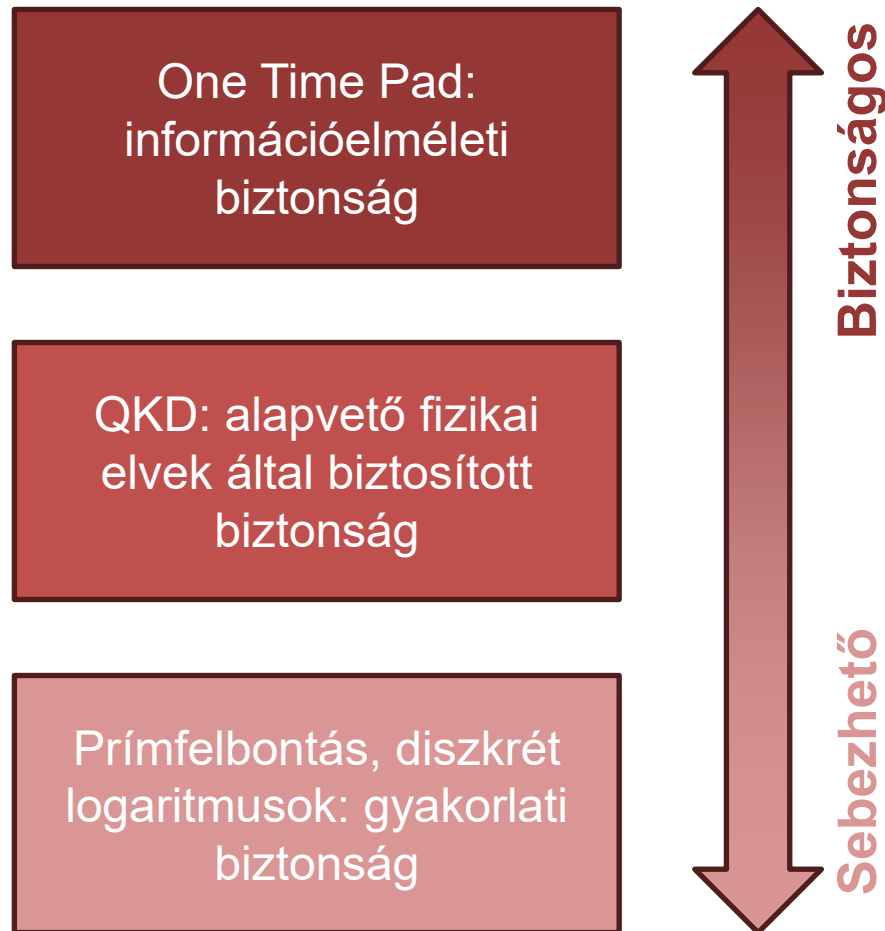 One Time Pad:
információelméleti
biztonság
Biztonságos
QKD: alapvető fizikai
elvek által biztosított
biztonság
Sebezhető
Prímfelbontás, diszkrét
logaritmusok: gyakorlati
biztonság